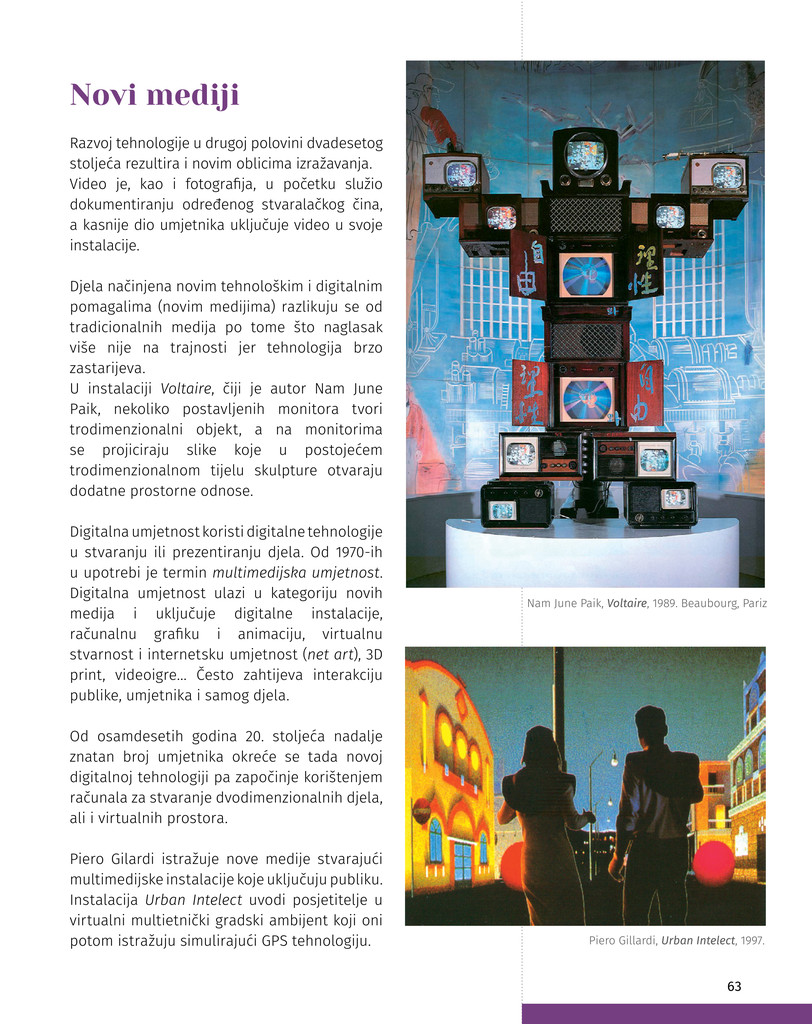 Novi mediji
Razvoj tehnologije u drugoj polovini dvadesetog
stoljeća rezultira i novim oblicima izražavanja.
Video je, kao i fotografija, u početku služio
dokumentiranju određenog stvaralačkog čina,
a kasnije dio umjetnika uključuje video u svoje
instalacije.
Djela načinjena novim tehnološkim i digitalnim
pomagalima (novim medijima) razlikuju se od
tradicionalnih medija po tome što naglasak
više nije na trajnosti jer tehnologija brzo
zastarijeva.
U instalaciji Voltaire, čiji je autor Nam June
Paik, nekoliko postavljenih monitora tvori
trodimenzionalni objekt, a na monitorima
se projiciraju slike koje u postojećem
trodimenzionalnom tijelu skulpture otvaraju
dodatne prostorne odnose.
Digitalna umjetnost koristi digitalne tehnologije
u stvaranju ili prezentiranju djela. Od 1970-ih
u upotrebi je termin multimedijska umjetnost.
Digitalna umjetnost ulazi u kategoriju novih
medija i uključuje digitalne instalacije,
računalnu grafiku i animaciju, virtualnu
stvarnost i internetsku umjetnost (net art), 3D
print, videoigre... Često zahtijeva interakciju
publike, umjetnika i samog djela.
Od osamdesetih godina 20. stoljeća nadalje
znatan broj umjetnika okreće se tada novoj
digitalnoj tehnologiji pa započinje korištenjem
računala za stvaranje dvodimenzionalnih djela,
ali i virtualnih prostora.
Piero Gilardi istražuje nove medije stvarajući
multimedijske instalacije koje uključuju publiku.
Instalacija Urban Intelect uvodi posjetitelje u
virtualni multietnički gradski ambijent koji oni
potom istražuju simulirajući GPS tehnologiju.
自由
理性
理性
自由
Nam June Paik, Voltaire, 1989. Beaubourg, Pariz
Piero Gillardi, Urban Intelect, 1997.
63